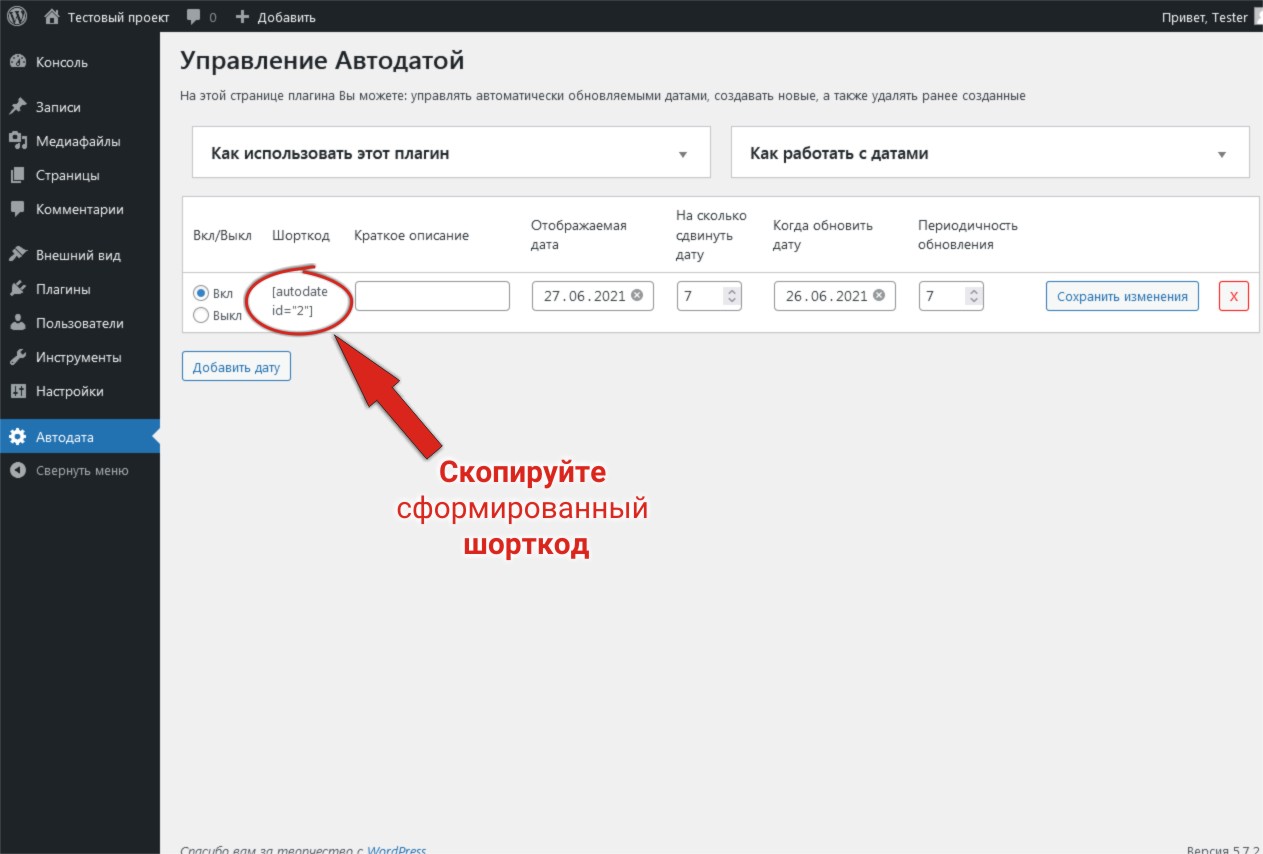 Тестовый проект 0 Добавить Привет, Tester
Консоль
Записи
Медиафайлы
Страницы
Комментарии
Внешний вид
Плагины
Пользователи
Инструменты
Настройки
Автодата
Свернуть меню
Управление Автодатой
На этой странице плагина Вы можете: управлять автоматически обновляемыми датами, создавать новые, а также удалять ранее созданные
Как использовать этот плагин
Как работать с датами
Вкл/Выкл
Шорткод
Краткое описание
Отображаемая
дата
На сколько
сдвинуть
дату
Когда обновить
дату
Периодичность
обновления
Вкл
Выкл
[autodate
id="2"]
27.06.2021
7
26.06.2021
7
Сохранить изменения
X
Добавить дату
Скопируйте
сформированный
шорткод
Спасибо вам за творчество с WordPress
Версия 5.7.2